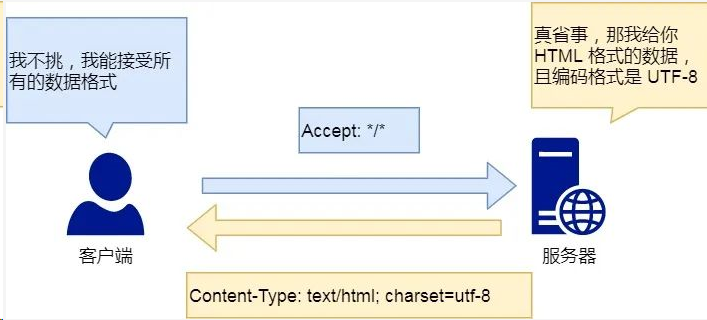 我不挑，我能接受所
有的数据格式
真省事，那我给你
HTML 格式的数据，
且编码格式是 UTF-8
Accept: */*
客户端
服务器
Content-Type: text/html; charset=utf-8